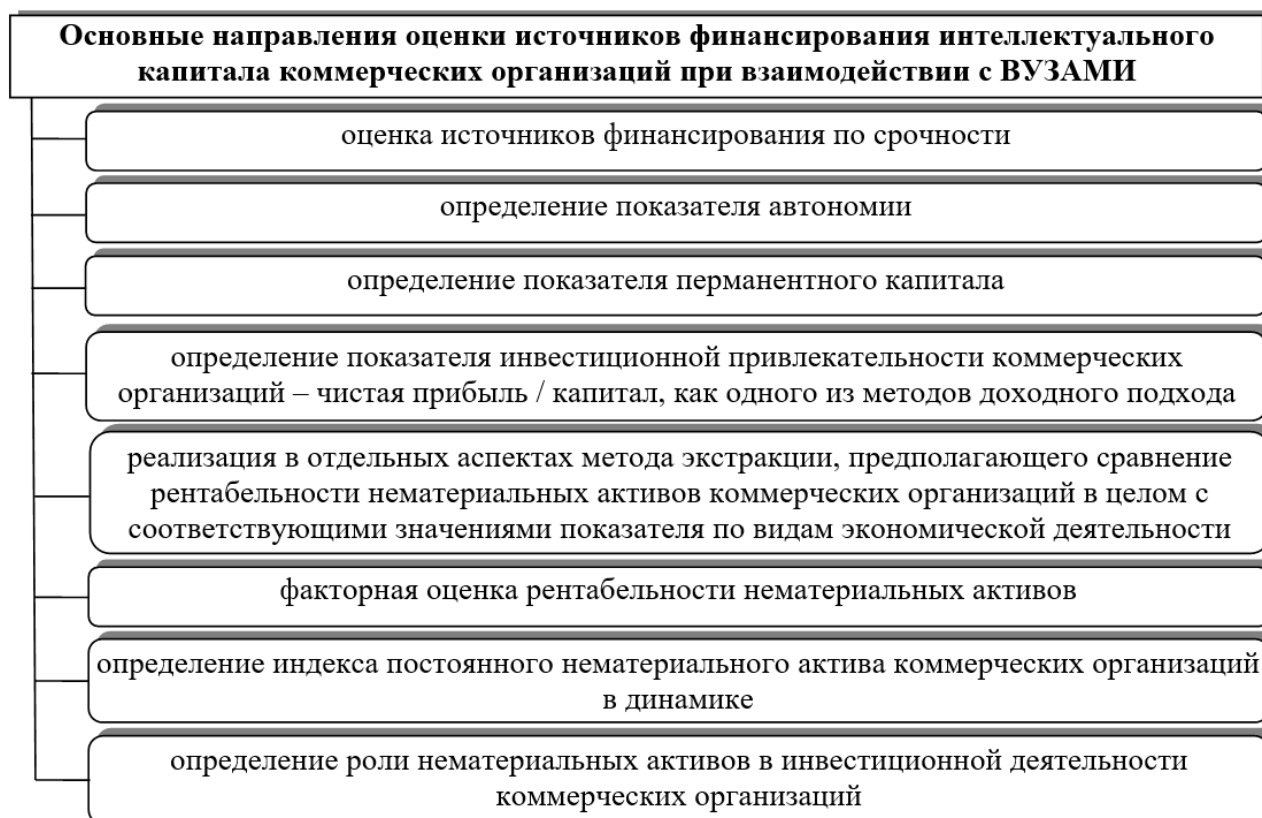 Основные направления оценки источников финансирования интеллектуального
капитала коммерческих организаций при взаимодействии с ВУЗАМИ
оценка источников финансирования по срочности
определение показателя автономии
определение показателя перманентного капитала
определение показателя инвестиционной привлекательности коммерческих
организаций – чистая прибыль / капитал, как одного из методов доходного подхода
реализация в отдельных аспектах метода экстракции, предполагающего сравнение
рентабельности нематериальных активов коммерческих организаций в целом с
соответствующими значениями показателя по видам экономической деятельности
факторная оценка рентабельности нематериальных активов
определение индекса постоянного нематериального актива коммерческих организаций
в динамике
определение роли нематериальных активов в инвестиционной деятельности
коммерческих организаций